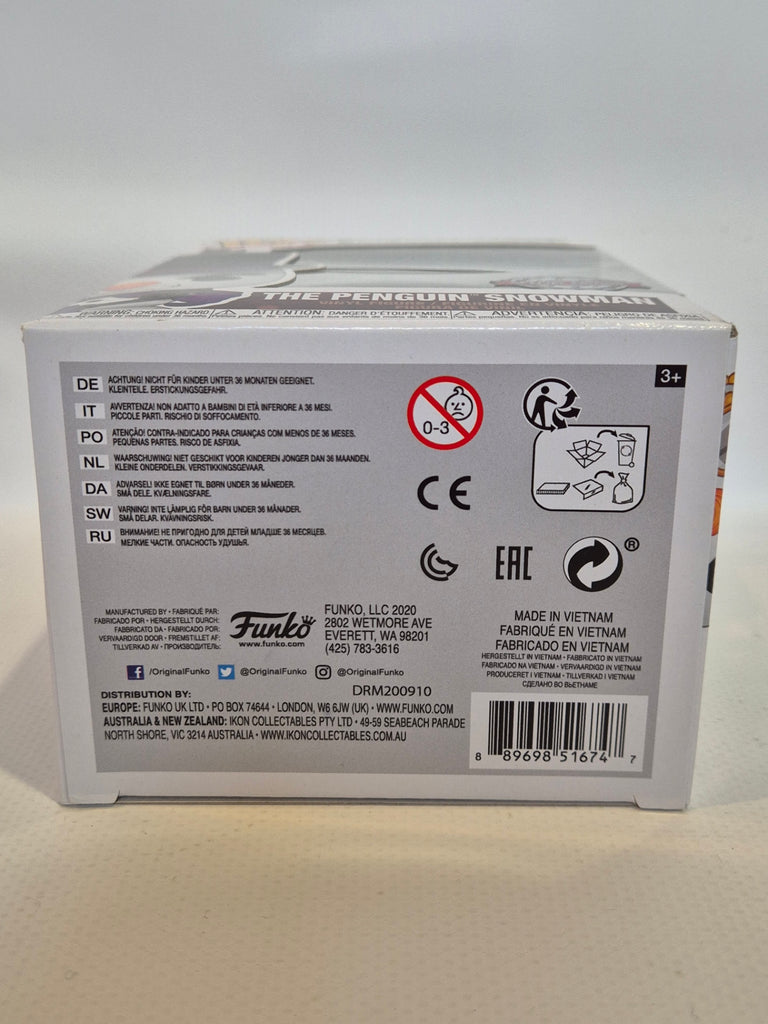 THE PENGUIN™ SNOWMAN
WARNING: CHOKING HAZARD
ATTENTION: DANGER D'ÉTOUFFEMENT.
ADVERTENCIA: PELIGRO DE ASFIXIA
3+
DE ACHTUNG! NICHT FÜR KINDER UNTER 36 MONATEN GEEIGNET.
KLEINTEILE. ERSTICKUNGSGEFAHR.
IT AVVERTENZA! NON ADATTO A BAMBINI DI ETÀ INFERIORE A 36 MESI.
PICCOLE PARTI. RISCHIO DI SOFFOCAMENTO.
PO ATENÇÃO! CONTRA-INDICADO PARA CRIANÇAS COM MENOS DE 36 MESES.
PEQUENAS PARTES. RISCO DE ASFIXIA.
NL WAARSCHUWING! NIET GESCHIKT VOOR KINDEREN JONGER DAN 36 MAANDEN.
KLEINE ONDERDELEN. VERSTIKKINGSGEVAAR.
DA ADVARSEL! IKKE EGNET TIL BØRN UNDER 36 MÅNEDER.
SMÅ DELE. KVÆLNINGSFARE.
SW VARNING! INTE LÄMPLIG FÖR BARN UNDER 36 MÅNADER.
SMÅ DELAR. KVÄVNINGSRISK.
RU ВНИМАНИЕ! НЕ ПРИГОДНО ДЛЯ ДЕТЕЙ МЛАДШЕ 36 МЕСЯЦЕВ.
МЕЛКИЕ ЧАСТИ. ОПАСНОСТЬ УДУШЬЯ.
0-3
CE
EAC
®
MANUFACTURED BY • FABRIQUÉ PAR:
FABRICADO POR • HERGESTELLT DURCH:
FABBRICATO DA • FABRICADO POR:
VERVAARDIGD DOOR • FREMSTILLET AF:
TILLVERKAD AV • ПРОИЗВОДИТЕЛЬ:
Funko
www.funko.com
FUNKO, LLC 2020
2802 WETMORE AVE
EVERETT, WA 98201
(425) 783-3616
/OriginalFunko @OriginalFunko @OriginalFunko
DRM200910
MADE IN VIETNAM
FABRIQUÉ EN VIETNAM
FABRICADO EN VIETNAM
HERGESTELLT IN VIETNAM • FABBRICATO IN VIETNAM
FABRICADO NA VIETNAM • VERVAARDIGD IN VIETNAM
PRODUCERET I VIETNAM • TILLVERKAD I VIETNAM
СДЕЛАНО ВО ВЬЕТНАМЕ
DISTRIBUTION BY:
EUROPE: FUNKO UK LTD • PO BOX 74644 • LONDON, W6 6JW (UK) • WWW.FUNKO.COM
AUSTRALIA & NEW ZEALAND: IKON COLLECTABLES PTY LTD • 49-59 SEABEACH PARADE
NORTH SHORE, VIC 3214 AUSTRALIA • WWW.IKONCOLLECTABLES.COM.AU
8 89698 51674 7